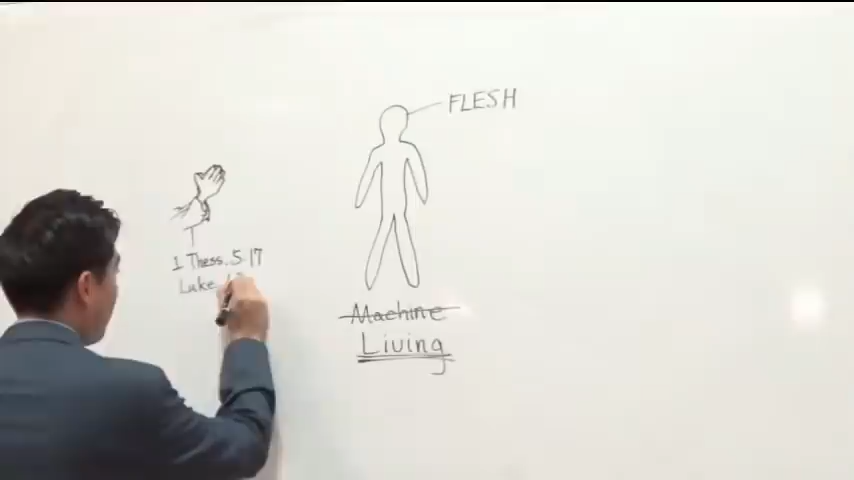 FLESH
1 Thess. 5:17
Luke
Machine
Living